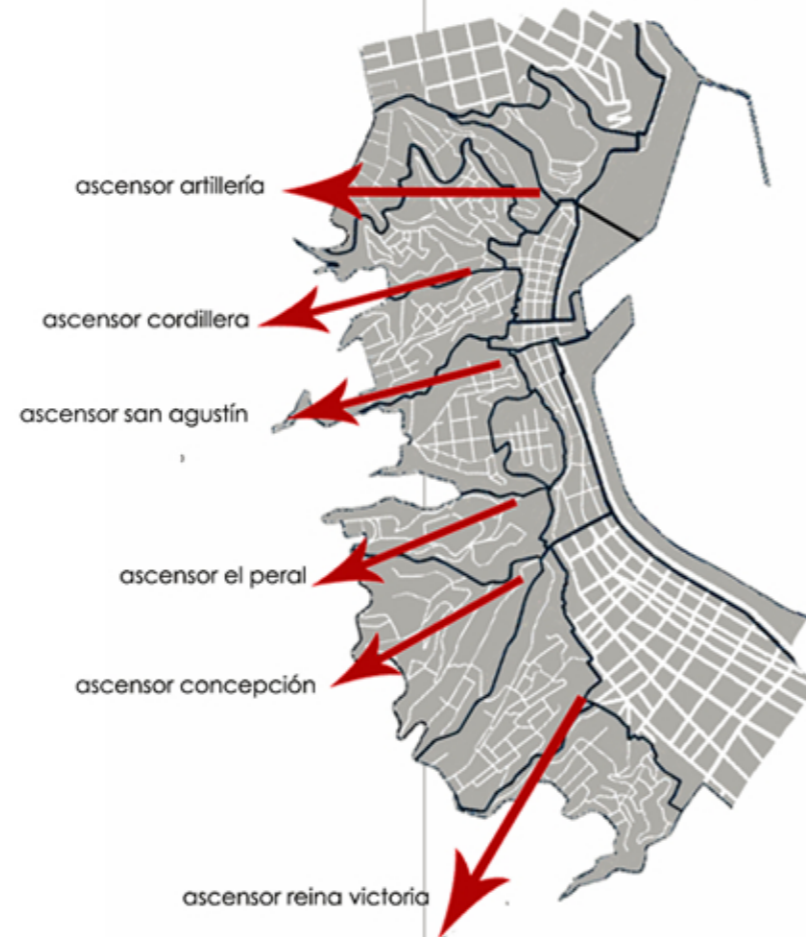 ascensor artillería
ascensor cordillera
ascensor san agustín
ascensor el peral
ascensor concepción
ascensor reina victoria